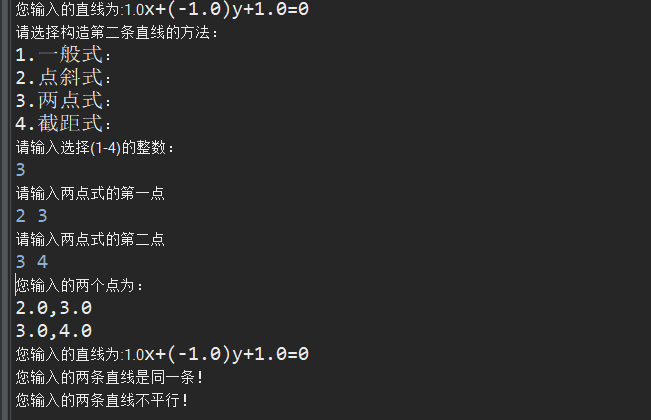 您输入的直线为:1.0x+(-1.0)y+1.0=0
请选择构造第二条直线的方法：
1.一般式：
2.点斜式：
3.两点式：
4.截距式：
请输入选择(1-4)的整数：
3
请输入两点式的第一点
2 3
请输入两点式的第二点
3 4
您输入的两个点为：
2.0,3.0
3.0,4.0
您输入的直线为:1.0x+(-1.0)y+1.0=0
您输入的两条直线是同一条！
您输入的两条直线不平行！